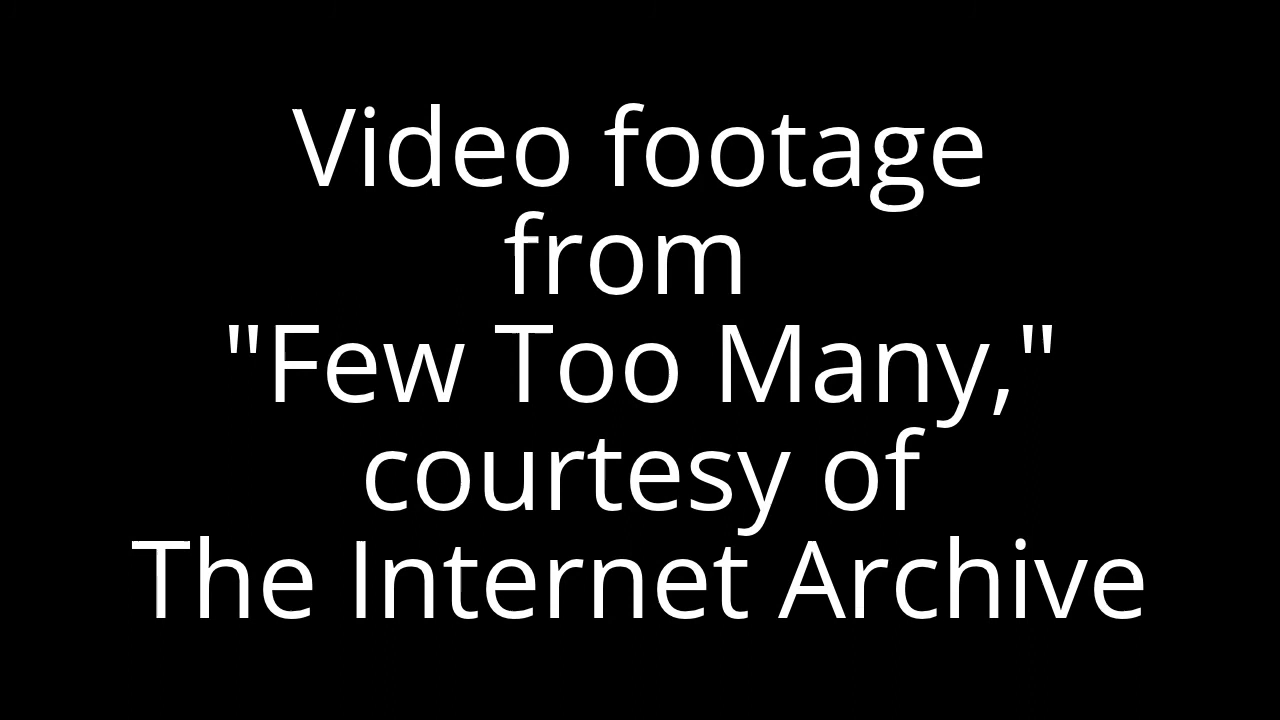 Video footage
from
"Few Too Many,"
courtesy of
The Internet Archive